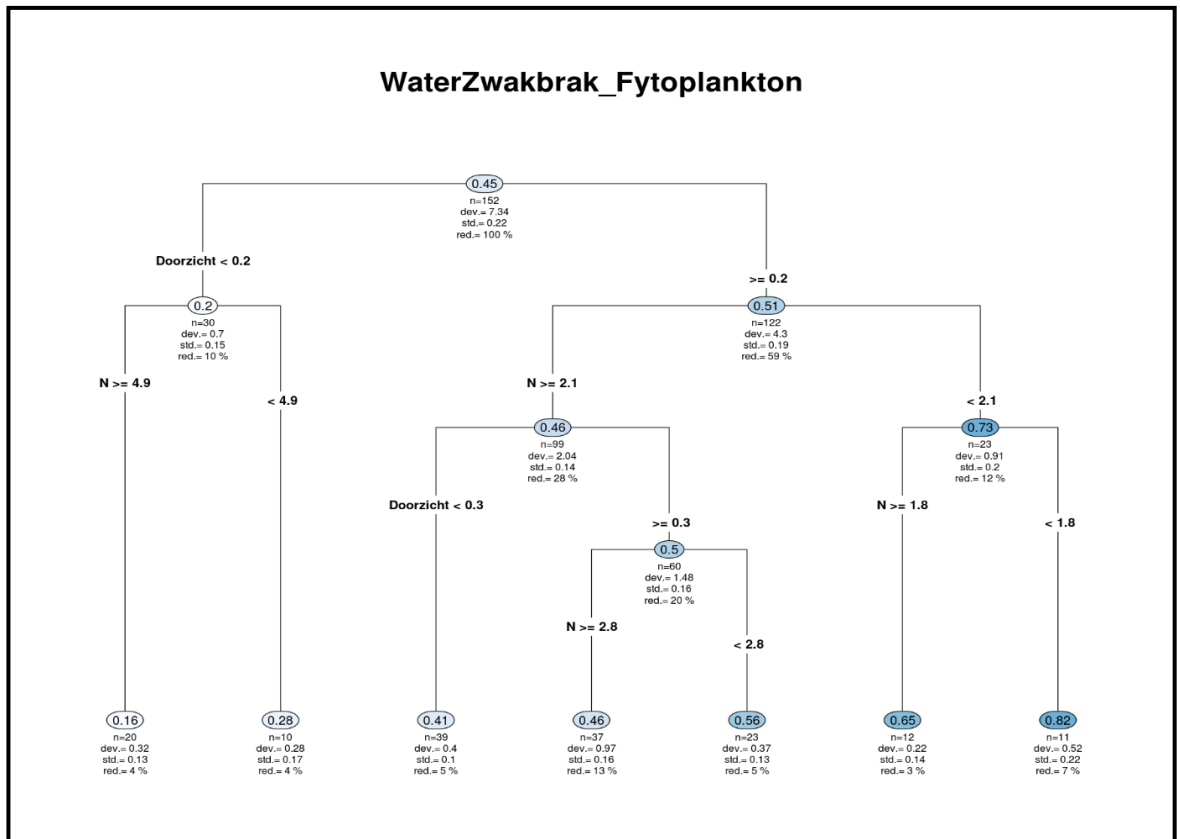 WaterZwakbrak_Fytoplankton
0.45
n=152
dev.= 7.34
std.= 0.22
red.= 100 %
Doorzicht < 0.2
>= 0.2
0.2
n=30
dev.= 0.7
std.= 0.15
red.= 10 %
0.51
n=122
dev.= 4.3
std.= 0.19
red.= 59 %
N >= 4.9
< 4.9
N >= 2.1
< 2.1
0.46
n=99
dev.= 2.04
std.= 0.14
red.= 28 %
0.73
n=23
dev.= 0.91
std.= 0.2
red.= 12 %
Doorzicht < 0.3
>= 0.3
N >= 1.8
< 1.8
0.5
n=60
dev.= 1.48
std.= 0.16
red.= 20 %
N >= 2.8
< 2.8
0.16
n=20
dev.= 0.32
std.= 0.13
red.= 4 %
0.28
n=10
dev.= 0.28
std.= 0.17
red.= 4 %
0.41
n=39
dev.= 0.4
std.= 0.1
red.= 5 %
0.46
n=37
dev.= 0.97
std.= 0.16
red.= 13 %
0.56
n=23
dev.= 0.37
std.= 0.13
red.= 5 %
0.65
n=12
dev.= 0.22
std.= 0.14
red.= 3 %
0.82
n=11
dev.= 0.52
std.= 0.22
red.= 7 %